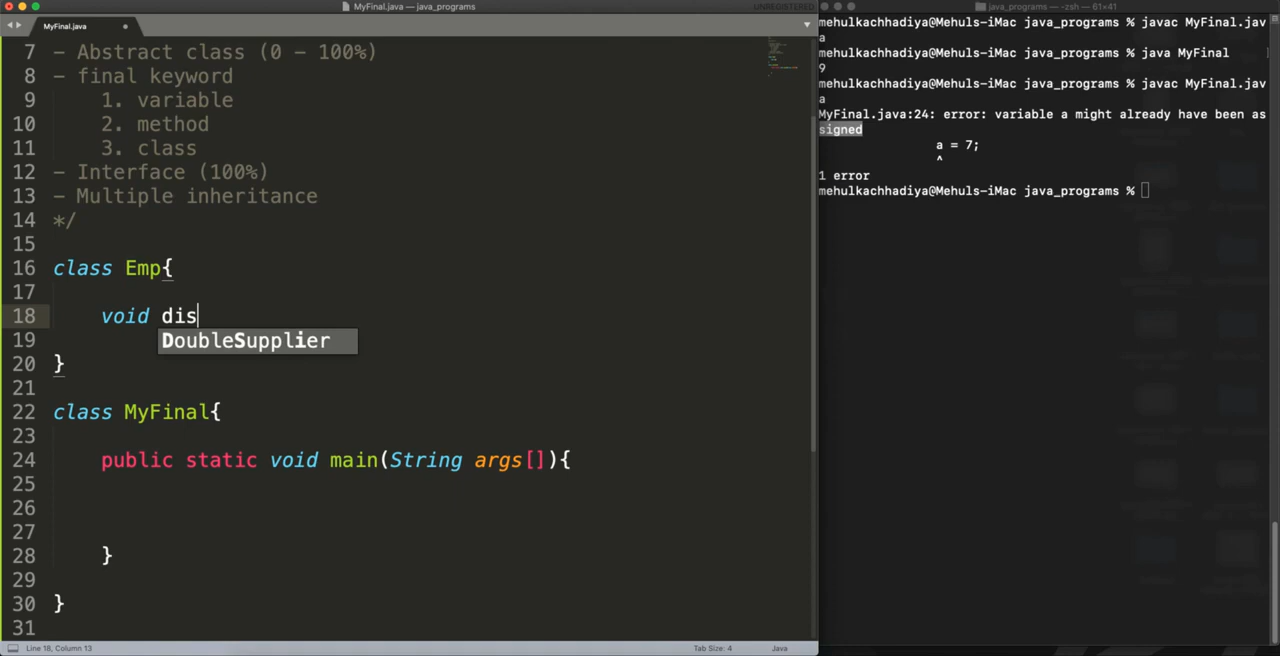 MyFinal.java — java_programs
UNREGISTERED
MyFinal.java
7 - Abstract class (0 - 100%)
8 - final keyword
9 1. variable
10 2. method
11 3. class
12 - Interface (100%)
13 - Multiple inheritance
14 */
15
16 class Emp{
17
18 void dis
19 DoubleSupplier
20 }
21
22 class MyFinal{
23
24 public static void main(String args[]){
25
26
27
28 }
29
30 }
31
Line 18, Column 13
Tab Size: 4
Java
java_programs — -zsh — 61×41
mehulkachhadiya@Mehuls-iMac java_programs % javac MyFinal.jav
a
mehulkachhadiya@Mehuls-iMac java_programs % java MyFinal
9
mehulkachhadiya@Mehuls-iMac java_programs % javac MyFinal.jav
a
MyFinal.java:24: error: variable a might already have been as
signed
a = 7;
^
1 error
mehulkachhadiya@Mehuls-iMac java_programs %